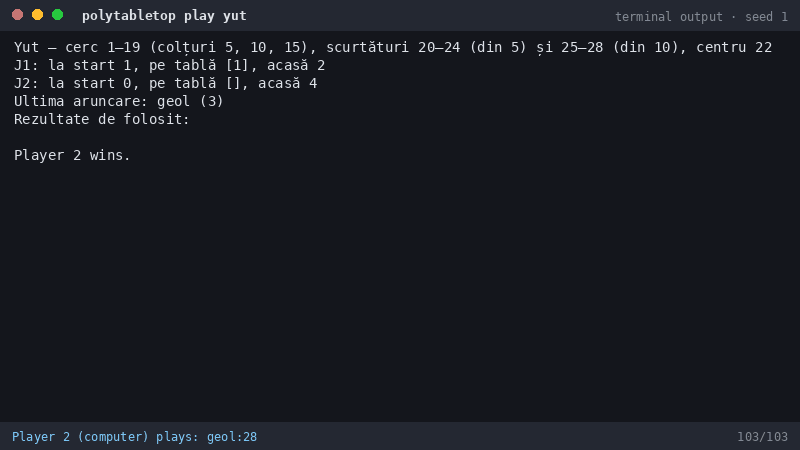 polytabletop play yut
terminal output · seed 1
Yut — cerc 1–19 (colțuri 5, 10, 15), scurtături 20–24 (din 5) și 25–28 (din 10), centru 22
J1: la start 1, pe tablă [1], acasă 2
J2: la start 0, pe tablă [], acasă 4
Ultima aruncare: geol (3)
Rezultate de folosit:
Player 2 wins.
Player 2 (computer) plays: geol:28
103/103